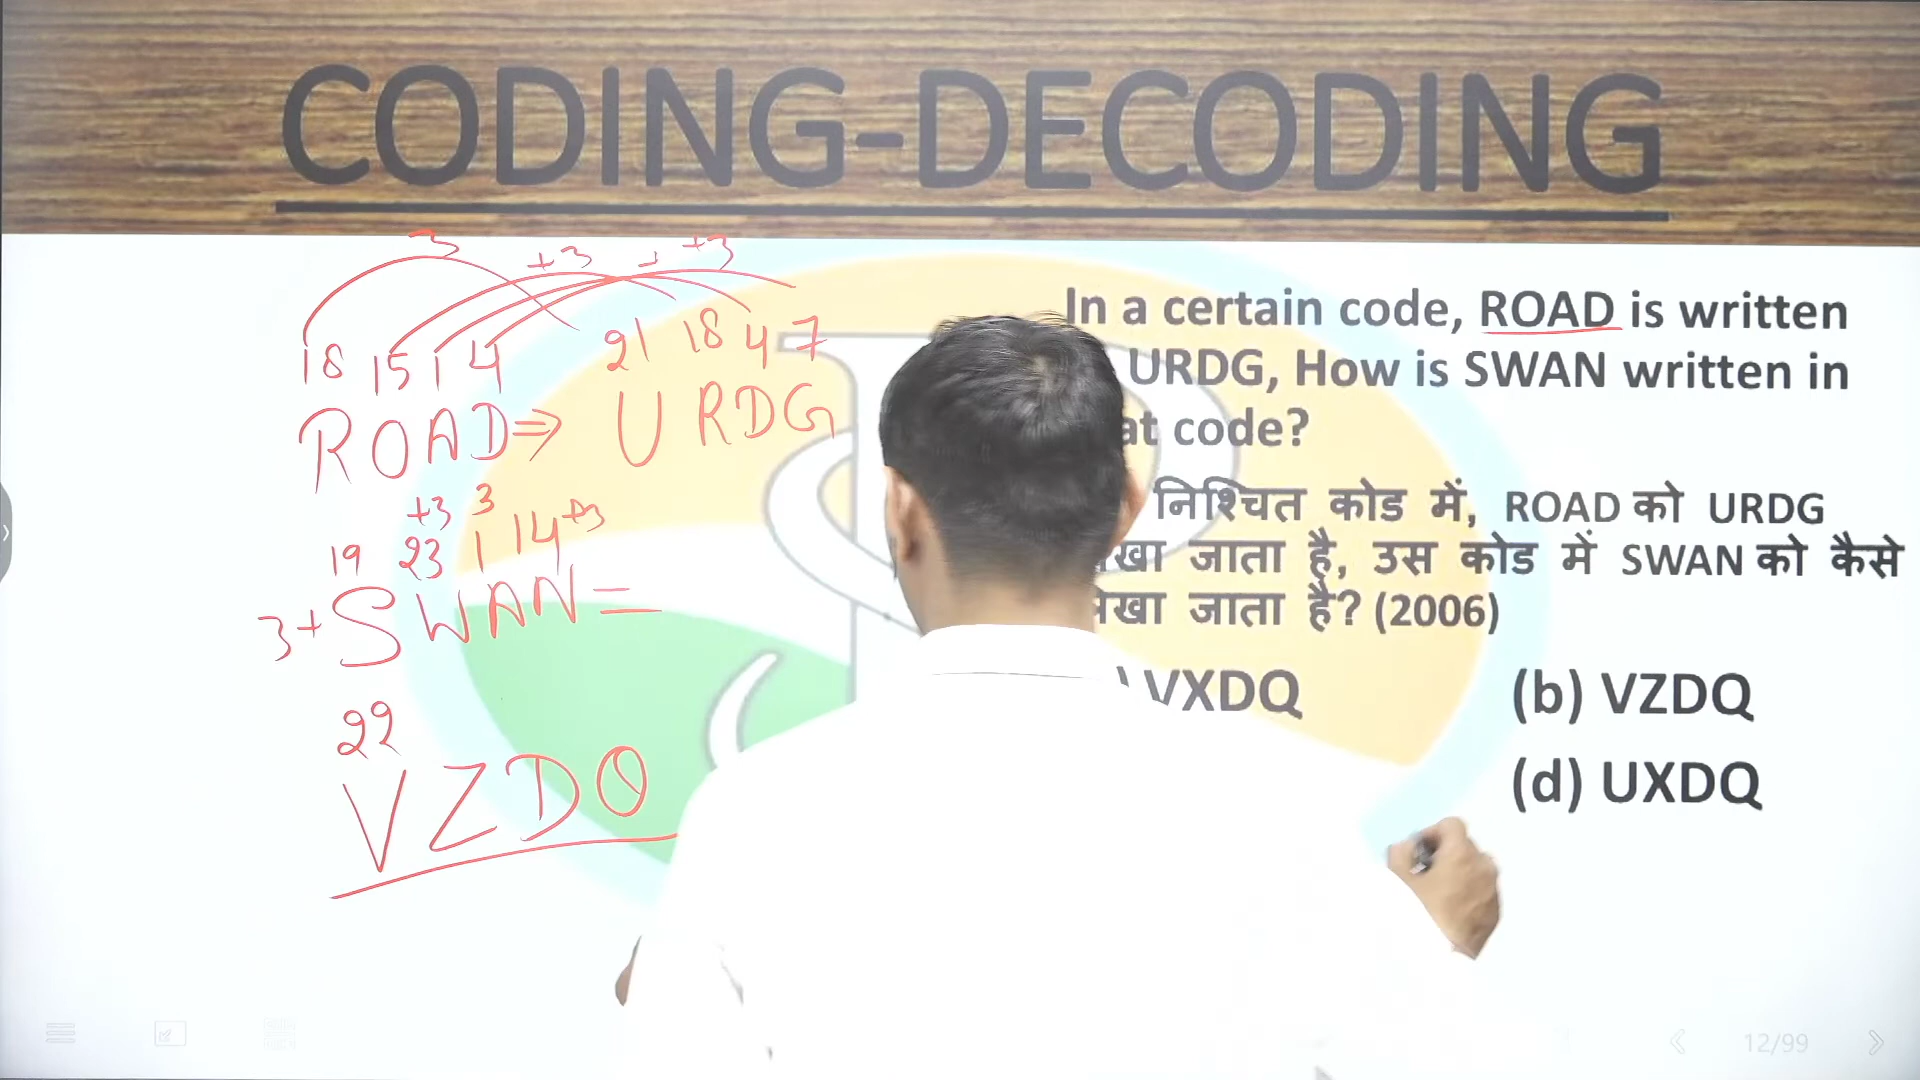 CODING-DECODING
3 +3 + +3
18 15 1 4 21 18 4 7
ROAD⇒ URDG
+3 3
19 23 1 14+3
3+SWAN=
22
VZDQ
In a certain code, ROAD is written
URDG, How is SWAN written in
at code?
निश्चित कोड में, ROAD को URDG
खा जाता है, उस कोड में SWAN को कैसे
खा जाता है? (2006)
) VXDQ (b) VZDQ
(d) UXDQ
12/99